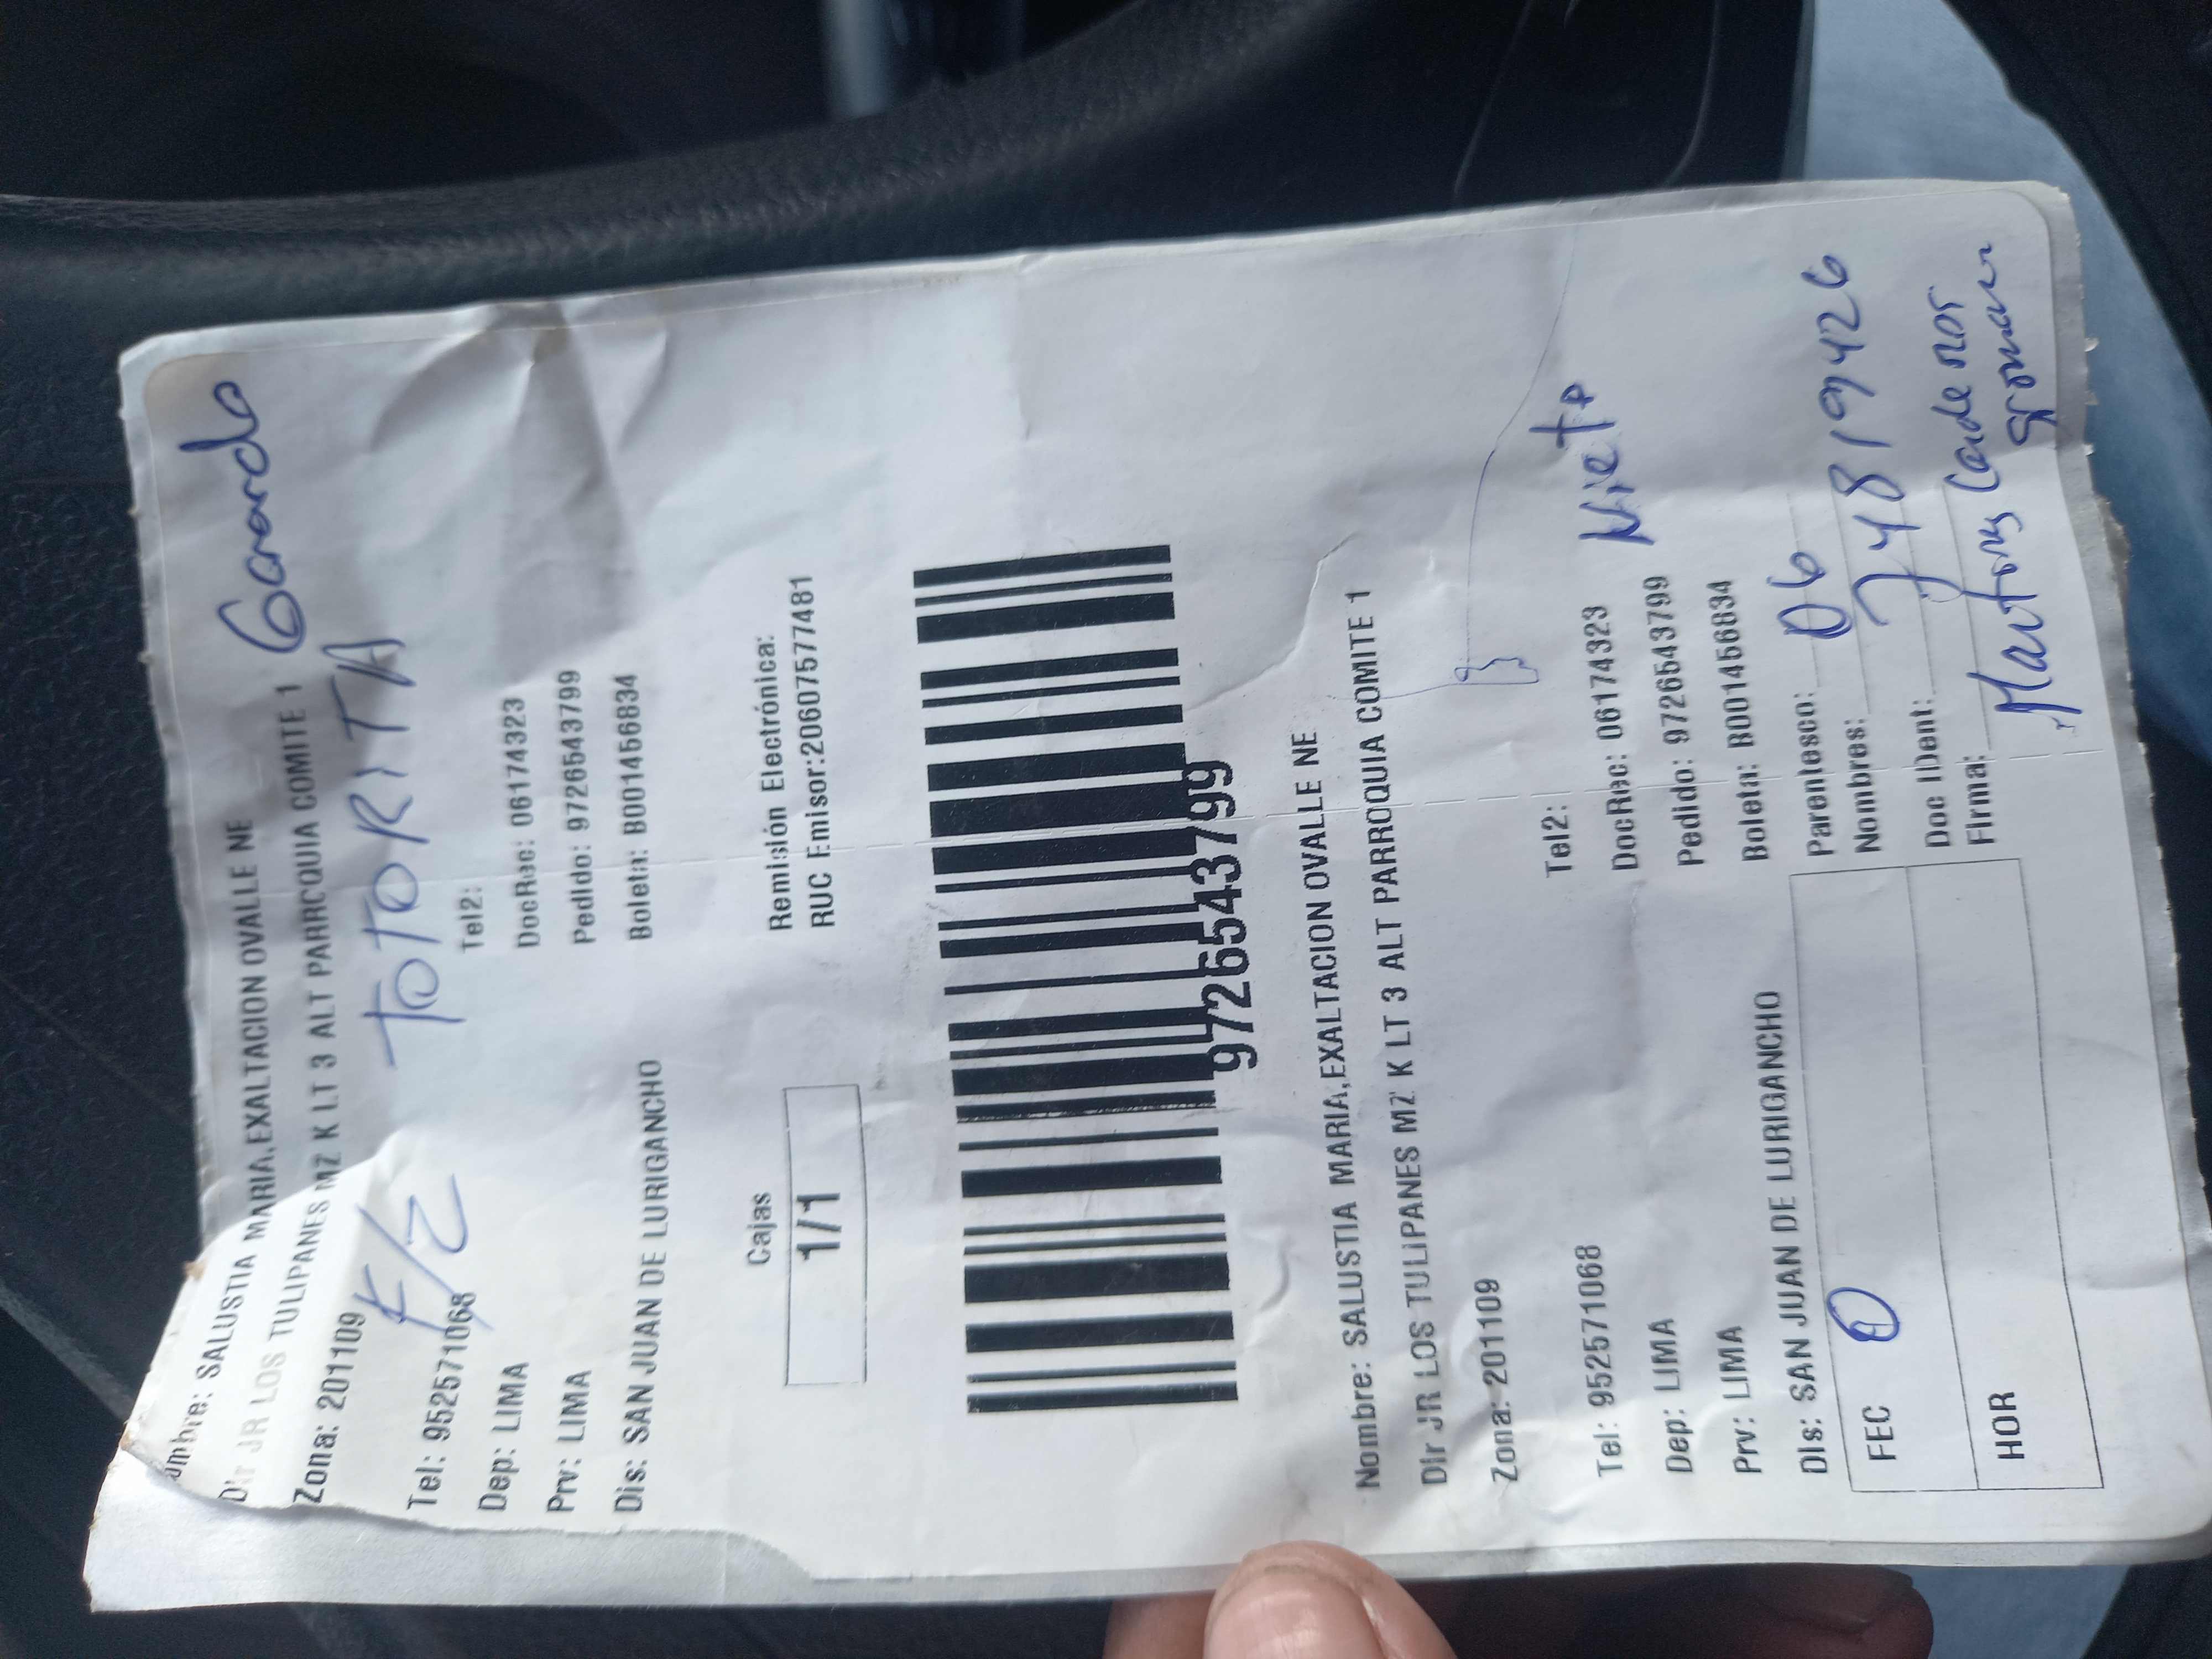 Nombre: SALUSTIA MARIA,EXALTACION OVALLE NE
Gerardo
Dir JR LOS TULIPANES MZ K LT 3 ALT PARROQUIA COMITE 1
Zona: 201109
F/Z TOTORITA
Tel: 952571068 Tel2:
Dep: LIMA DocRec: 06174323
Prv: LIMA Pedido: 9726543799
Dis: SAN JUAN DE LURIGANCHO Boleta: B001456834
Cajas Remisión Electrónica:
1/1 RUC Emisor:20607577481
9726543799
Nombre: SALUSTIA MARIA,EXALTACION OVALLE NE
Dir JR LOS TULIPANES MZ K LT 3 ALT PARROQUIA COMITE 1
Zona: 201109
Tel: 952571068 Tel2:
Dep: LIMA DocRec: 06174323 Nieto
Prv: LIMA Pedido: 9726543799
Dis: SAN JUAN DE LURIGANCHO Boleta: B001456834
FEC Parentesco: 06
Nombres: 74819426
Doc IDent:
HOR Firma: